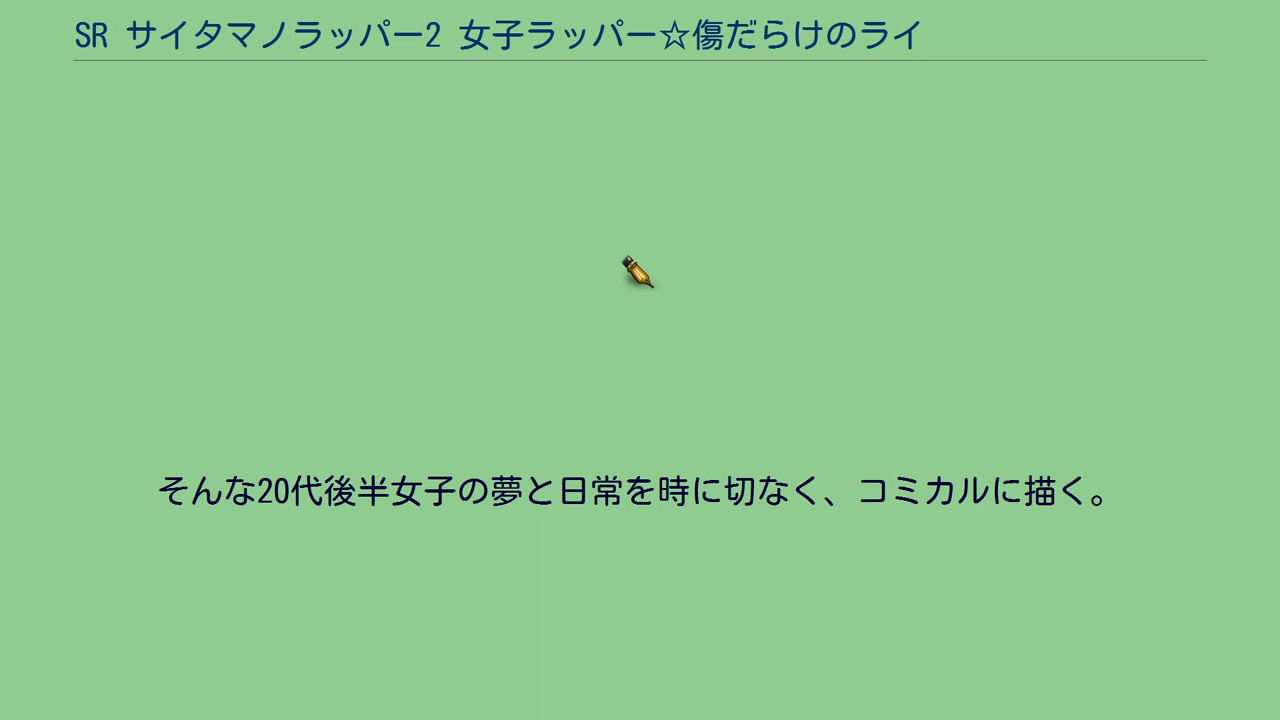 SR サイタマノラッパー2 女子ラッパー☆傷だらけのライ
そんな20代後半女子の夢と日常を時に切なく、コミカルに描く。